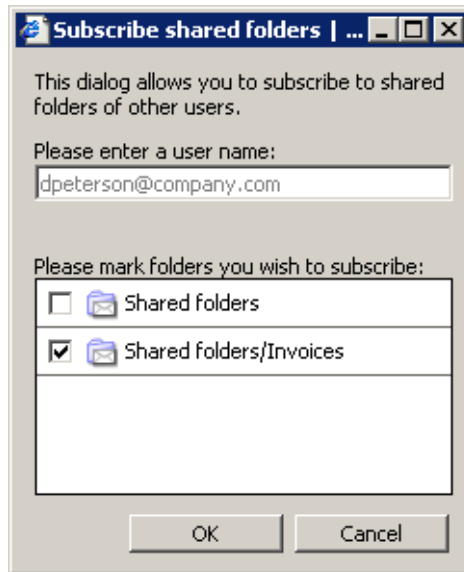 Subscribe shared folders | ...
This dialog allows you to subscribe to shared
folders of other users.
Please enter a user name:
dpeterson@company.com
Please mark folders you wish to subscribe:
Shared folders
Shared folders/Invoices
OK
Cancel